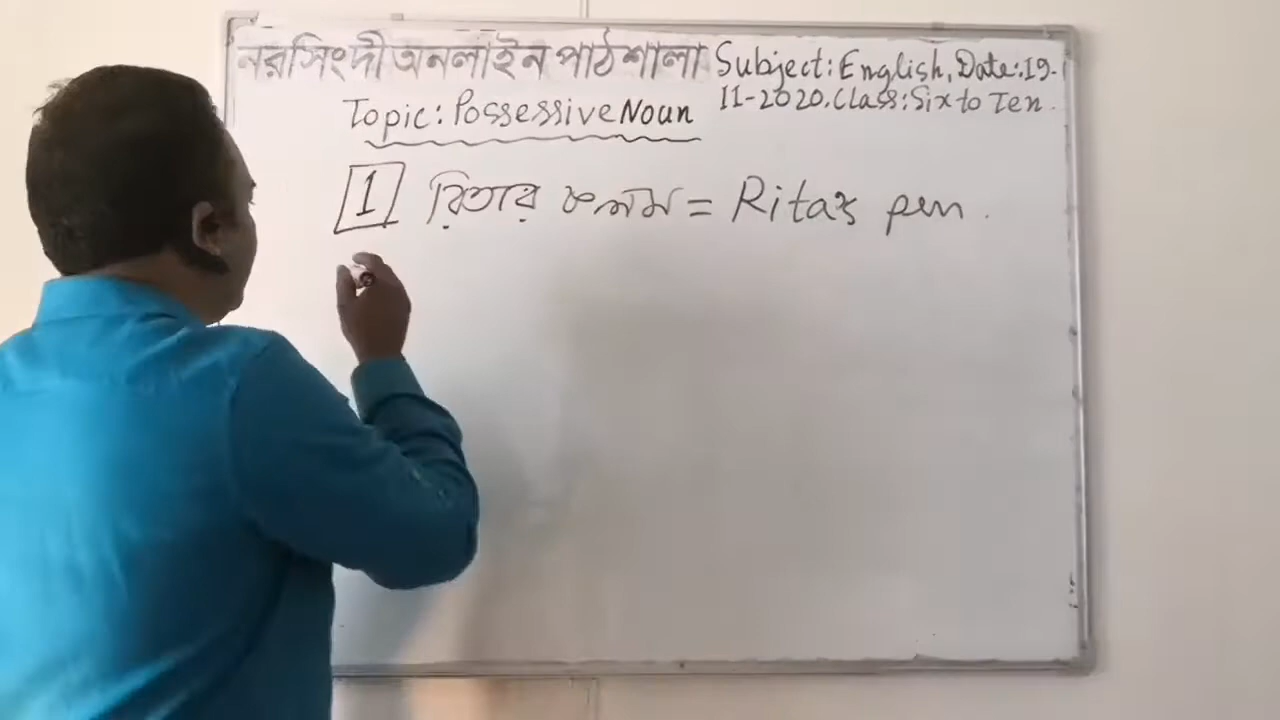 নরসিংদী অনলাইন পাঠশালা Subject: English, Date: 19-
11-2020. Class: Six to Ten.
Topic: Possessive Noun
1 রিতার কলম = Rita's pen.